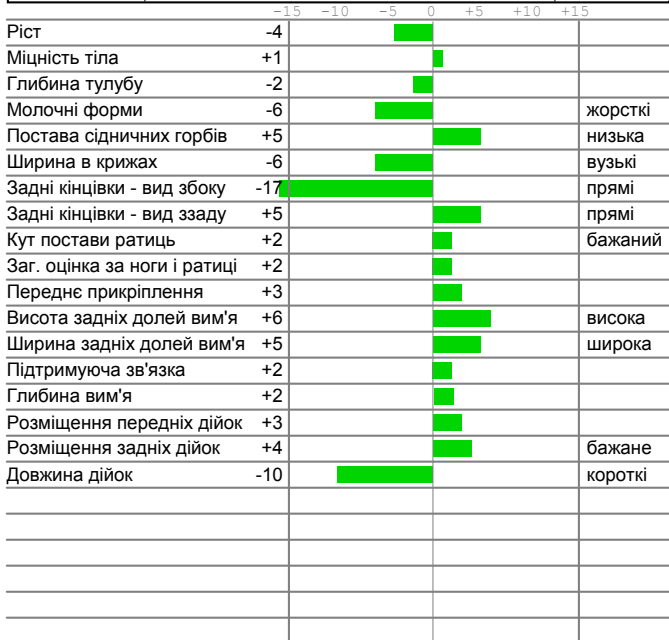 -15 -10 -5 0 +5 +10 +15
Ріст -4
Міцність тіла +1
Глибина тулубу -2
Молочні форми -6 жорсткі
Постава сідничних горбів +5 низька
Ширина в крижах -6 вузькі
Задні кінцівки - вид збоку -17 прямі
Задні кінцівки - вид ззаду +5 прямі
Кут постави ратиць +2 бажаний
Заг. оцінка за ноги і ратиці +2
Переднє прикріплення +3
Висота задніх долей вим'я +6 висока
Ширина задніх долей вим'я +5 широка
Підтримуюча зв'язка +2
Глибина вим'я +2
Розміщення передніх дійок +3
Розміщення задніх дійок +4 бажане
Довжина дійок -10 короткі